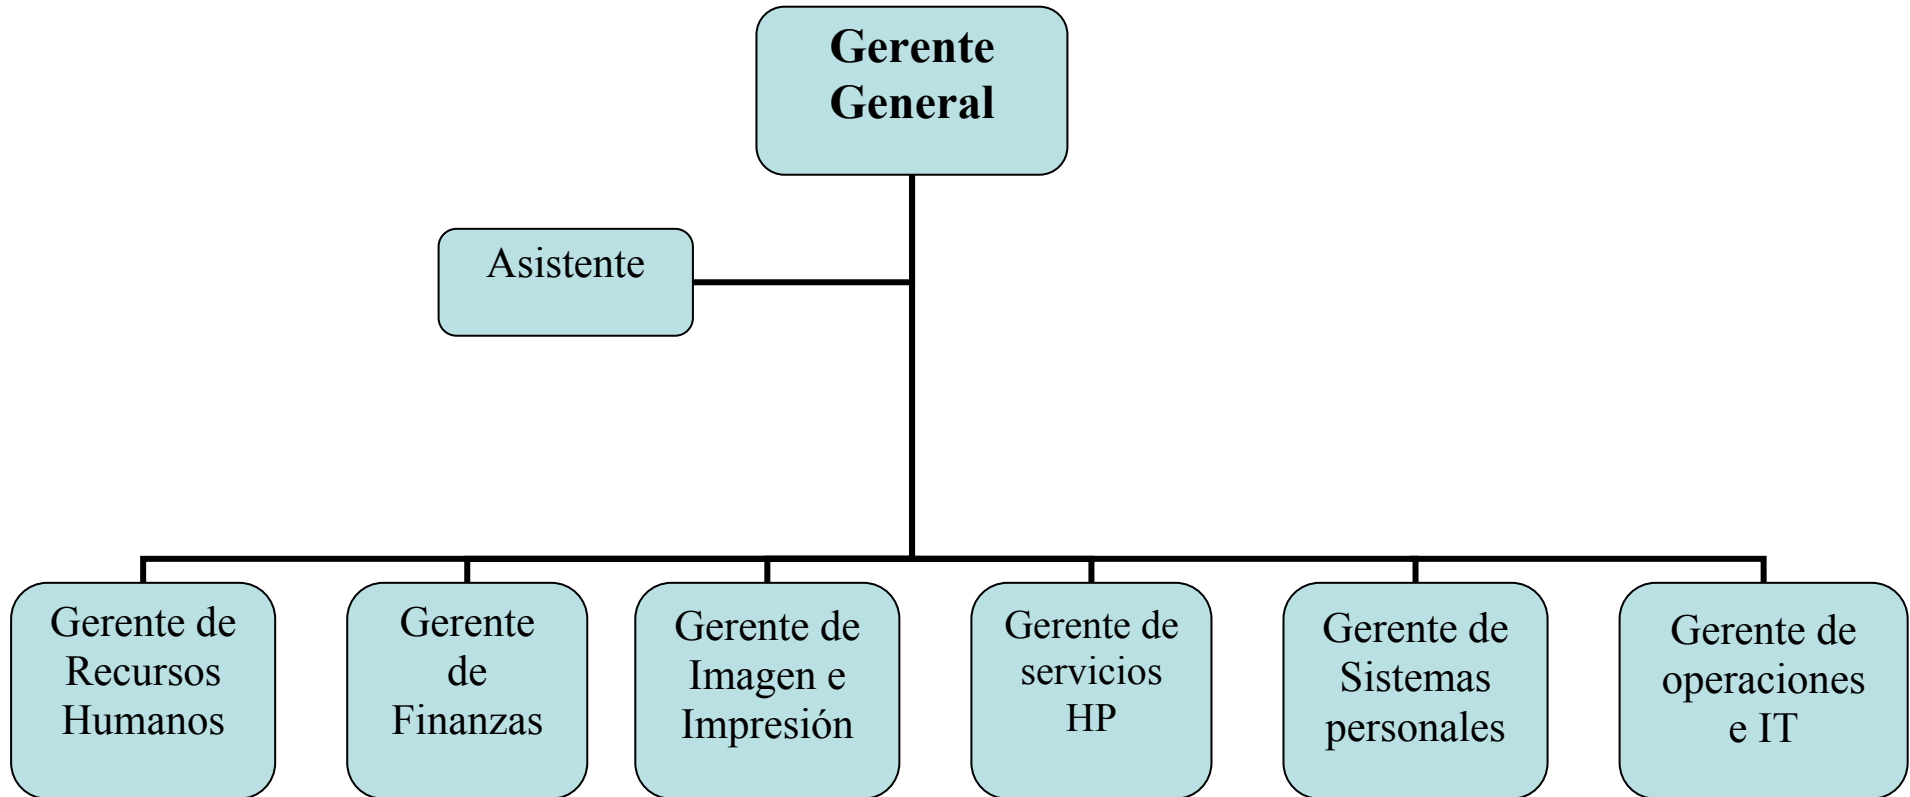 Gerente
General
Asistente
Gerente de
Recursos
Humanos
Gerente
de
Finanzas
Gerente de
Imagen e
Impresión
Gerente de
servicios
HP
Gerente de
Sistemas
personales
Gerente de
operaciones
e IT